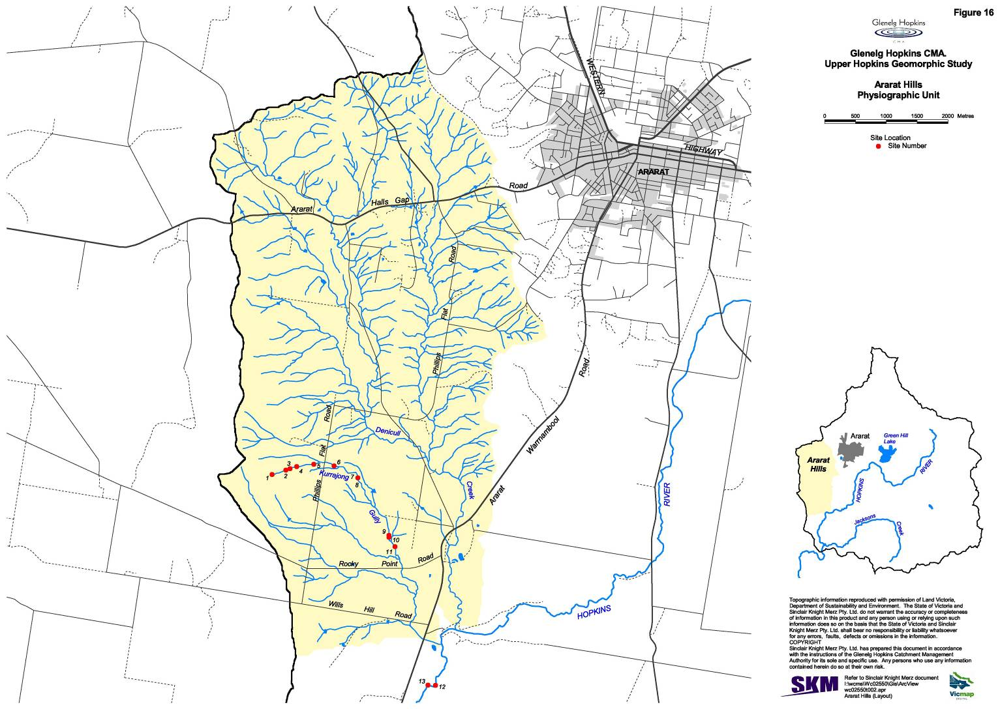 Figure 16
Glenelg Hopkins
CMA
Glenelg Hopkins CMA.
Upper Hopkins Geomorphic Study
Ararat Hills
Physiographic Unit
0 500 1000 1500 2000 Metres
Site Location
Site Number
WESTERN
HIGHWAY
ARARAT
Road
Halls Gap
Ararat
Road
Flat
Phillips
Road
Warrnambool
Ararat
Road
Flat
Phillips
Denicull
Creek
Kurrajong
Gully
1
2
3
4
5
6
7
8
9
10
11
Rocky Point Road
Wills Hill Road
HOPKINS
RIVER
13
12
Ararat
Green Hill
Lake
Ararat
Hills
HOPKINS
RIVER
Jacksons
Creek
Topographic information reproduced with permission of Land Victoria,
Department of Sustainability and Environment. The State of Victoria and
Sinclair Knight Merz Pty. Ltd. do not warrant the accuracy or completeness
of information in this product and any person using or relying upon such
information does so on the basis that the State of Victoria and Sinclair
Knight Merz Pty. Ltd. shall bear no responsibility or liability whatsoever
for any errors, faults, defects or omissions in the information.
COPYRIGHT
Sinclair Knight Merz Pty. Ltd. has prepared this document in accordance
with the instructions of the Glenelg Hopkins Catchment Management
Authority for its sole and specific use. Any persons who use any information
contained herein do so at their own risk.
SKM
Refer to Sinclair Knight Merz document
I:\wcms\Wc02550\Gis\ArcView
wc02550t002.apr
Ararat Hills (Layout)
Vicmap
DIGITAL